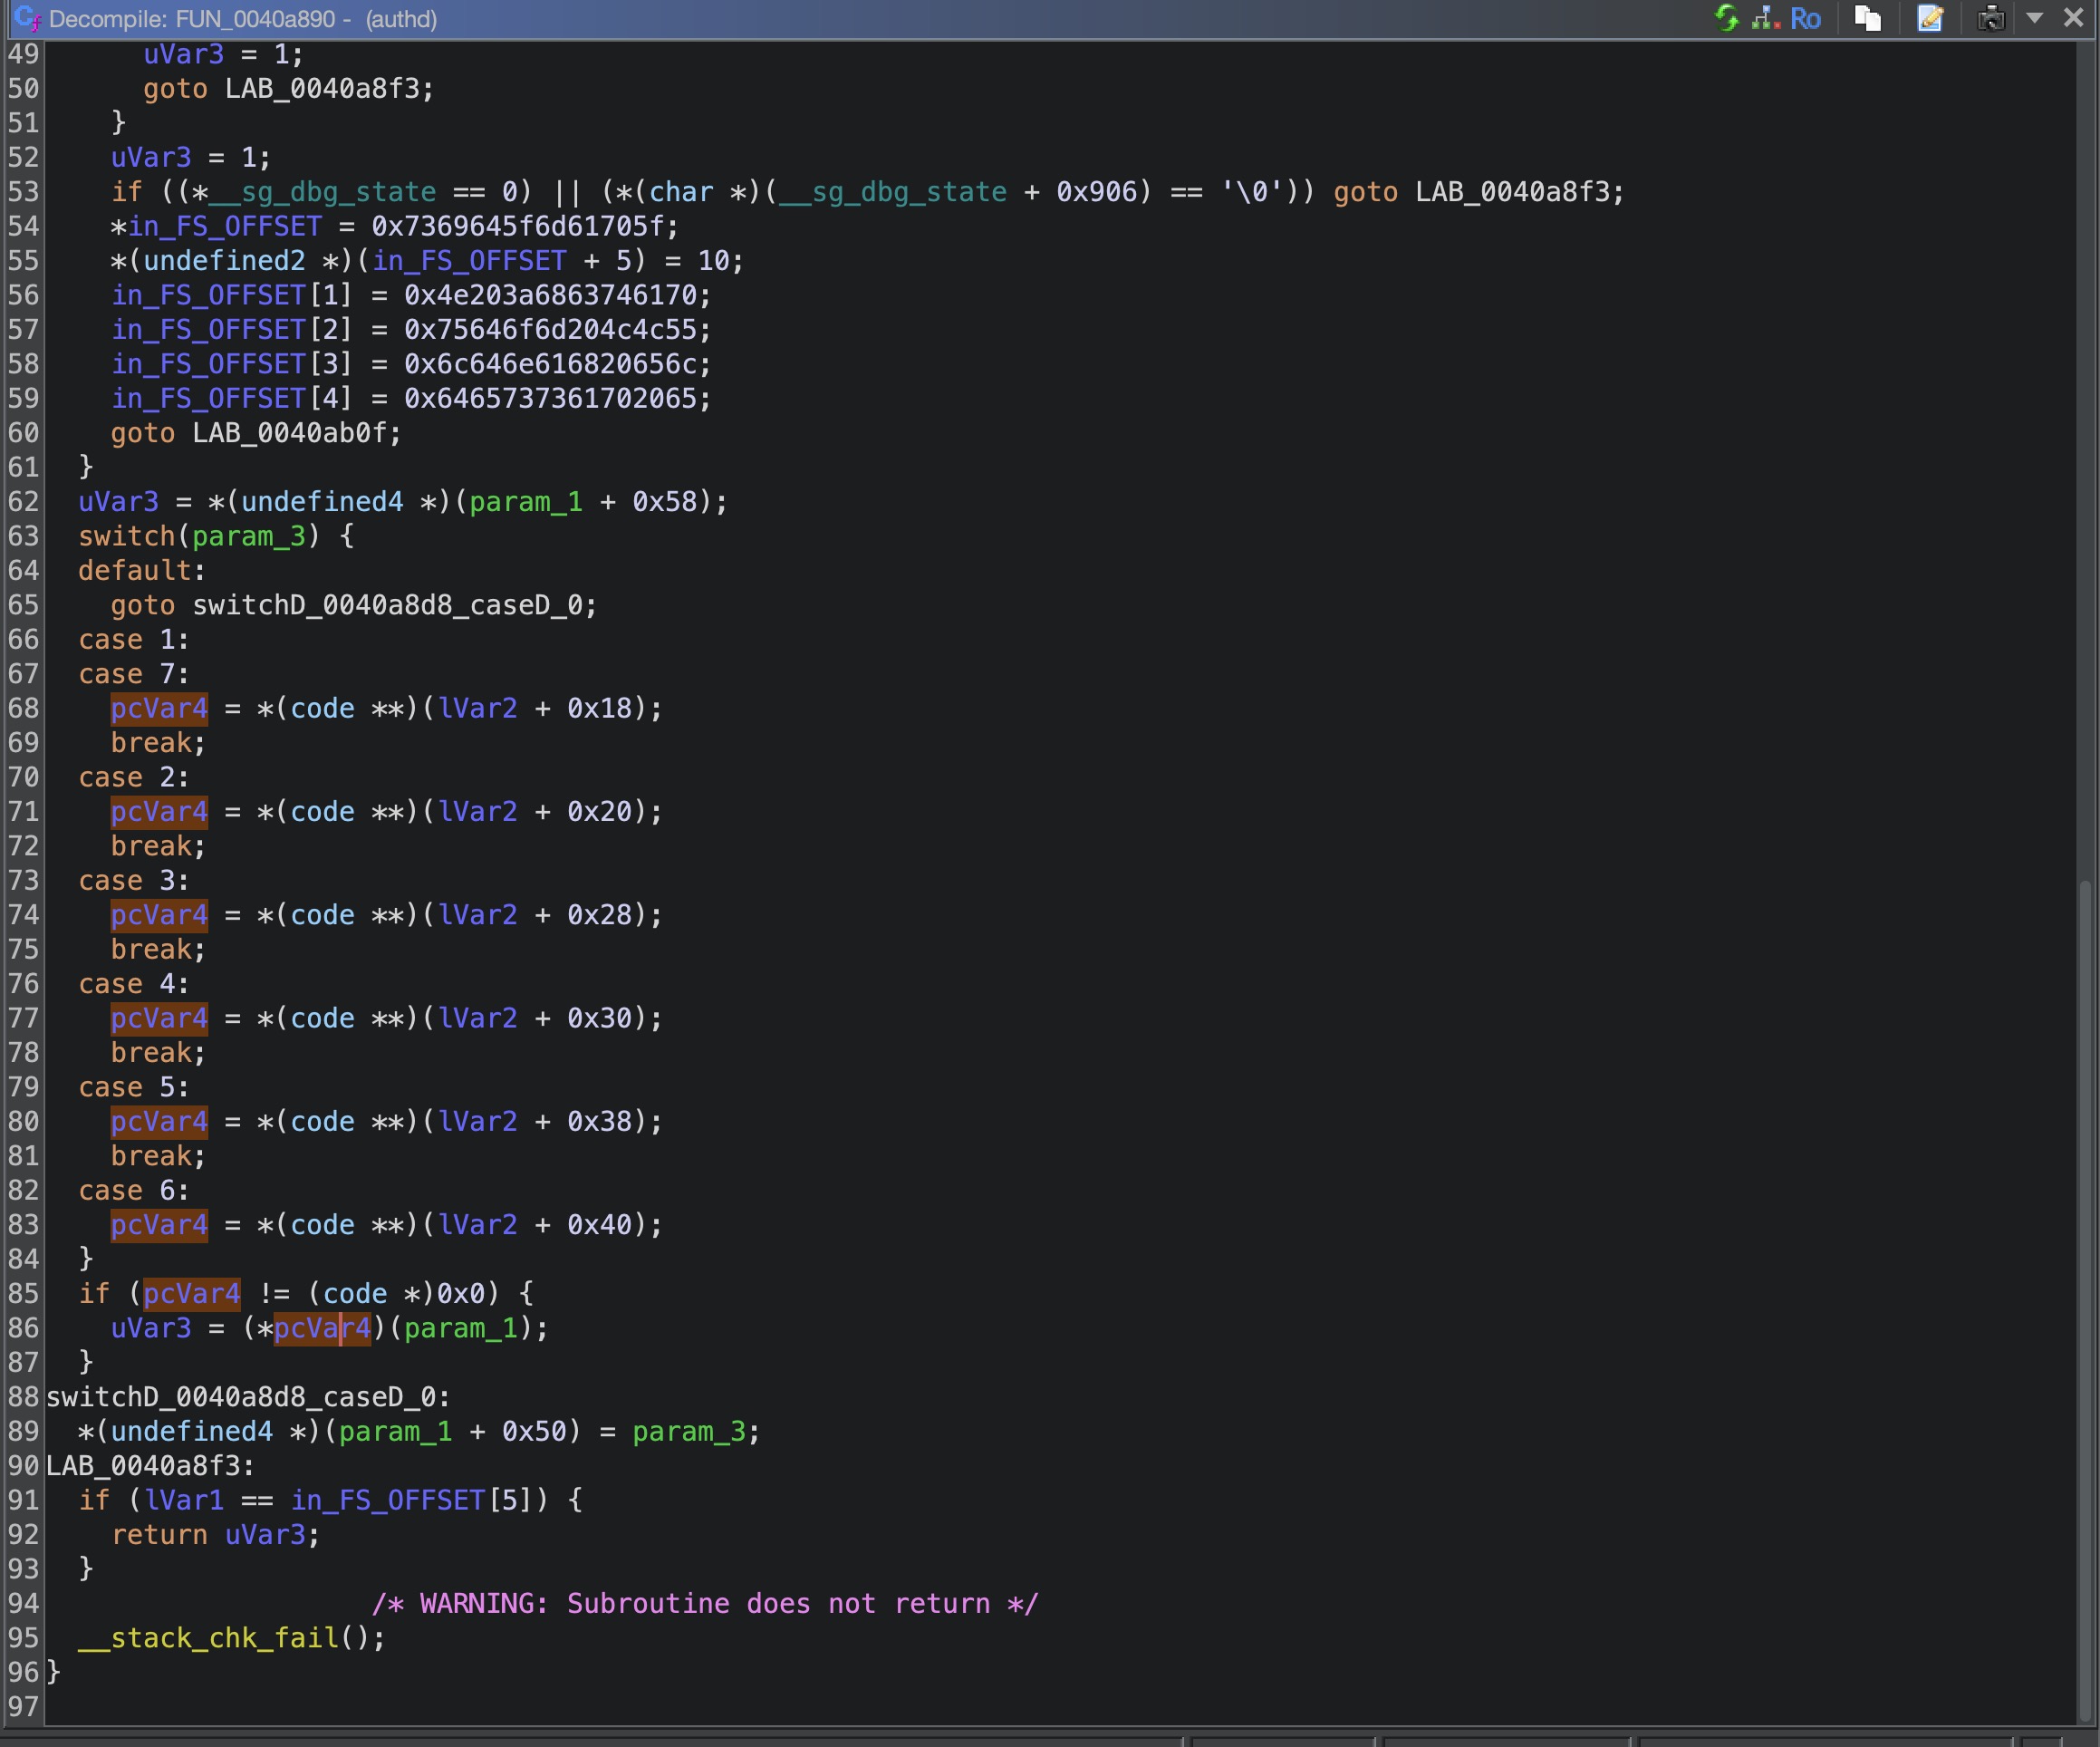 Decompile: FUN_0040a890 - (authd)
Ro
49 uVar3 = 1;
50 goto LAB_0040a8f3;
51 }
52 uVar3 = 1;
53 if ((*__sg_dbg_state == 0) || (*(char *)(__sg_dbg_state + 0x906) == '\0')) goto LAB_0040a8f3;
54 *in_FS_OFFSET = 0x7369645f6d61705f;
55 *(undefined2 *)(in_FS_OFFSET + 5) = 10;
56 in_FS_OFFSET[1] = 0x4e203a6863746170;
57 in_FS_OFFSET[2] = 0x75646f6d204c4c55;
58 in_FS_OFFSET[3] = 0x6c646e616820656c;
59 in_FS_OFFSET[4] = 0x6465737361702065;
60 goto LAB_0040ab0f;
61 }
62 uVar3 = *(undefined4 *)(param_1 + 0x58);
63 switch(param_3) {
64 default:
65 goto switchD_0040a8d8_caseD_0;
66 case 1:
67 case 7:
68 pcVar4 = *(code **)(lVar2 + 0x18);
69 break;
70 case 2:
71 pcVar4 = *(code **)(lVar2 + 0x20);
72 break;
73 case 3:
74 pcVar4 = *(code **)(lVar2 + 0x28);
75 break;
76 case 4:
77 pcVar4 = *(code **)(lVar2 + 0x30);
78 break;
79 case 5:
80 pcVar4 = *(code **)(lVar2 + 0x38);
81 break;
82 case 6:
83 pcVar4 = *(code **)(lVar2 + 0x40);
84 }
85 if (pcVar4 != (code *)0x0) {
86 uVar3 = (*pcVar4)(param_1);
87 }
88 switchD_0040a8d8_caseD_0:
89 *(undefined4 *)(param_1 + 0x50) = param_3;
90 LAB_0040a8f3:
91 if (lVar1 == in_FS_OFFSET[5]) {
92 return uVar3;
93 }
94 /* WARNING: Subroutine does not return */
95 __stack_chk_fail();
96 }
97